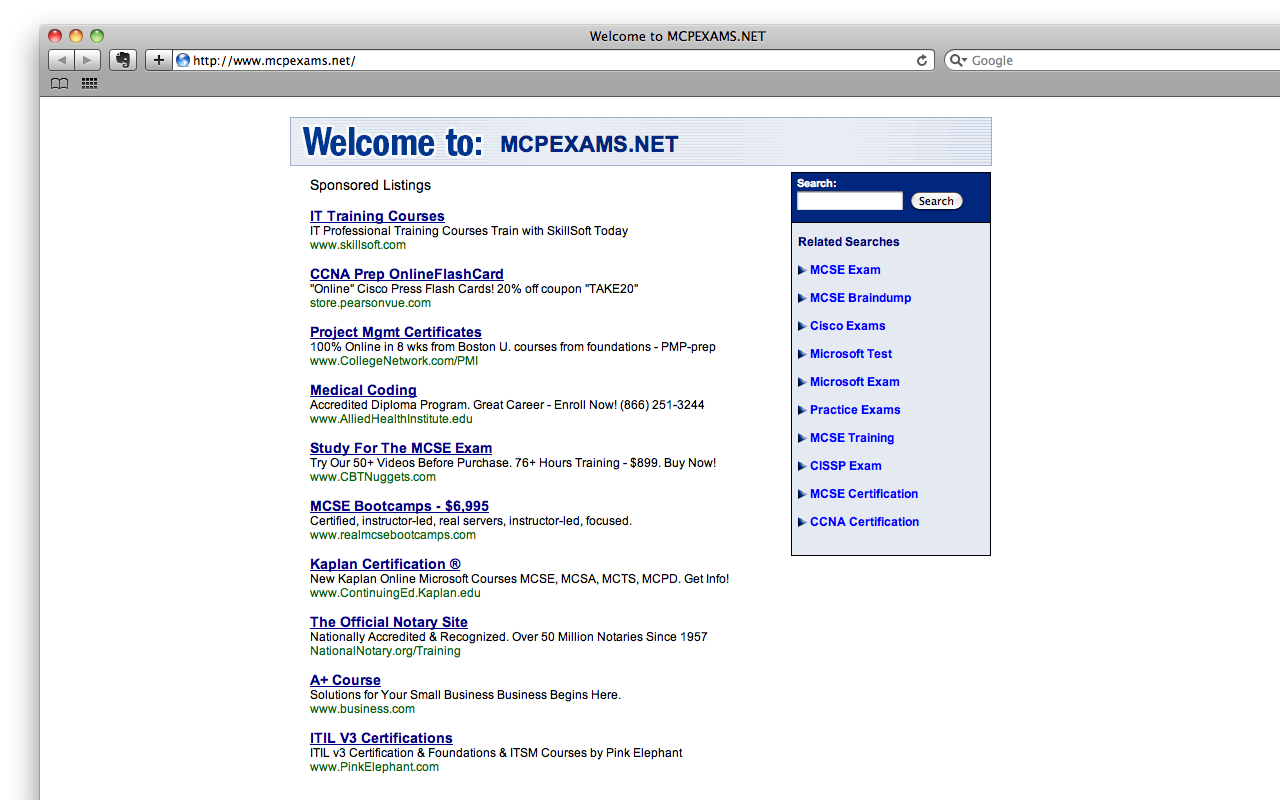 Welcome to MCPEXAMS.NET
http://www.mcpexams.net/
Google
Welcome to: MCPEXAMS.NET
Sponsored Listings
IT Training Courses
IT Professional Training Courses Train with SkillSoft Today
www.skillsoft.com
CCNA Prep OnlineFlashCard
"Online" Cisco Press Flash Cards! 20% off coupon "TAKE20"
store.pearsonvue.com
Project Mgmt Certificates
100% Online in 8 wks from Boston U. courses from foundations - PMP-prep
www.CollegeNetwork.com/PMI
Medical Coding
Accredited Diploma Program. Great Career - Enroll Now! (866) 251-3244
www.AlliedHealthInstitute.edu
Study For The MCSE Exam
Try Our 50+ Videos Before Purchase. 76+ Hours Training - $899. Buy Now!
www.CBTNuggets.com
MCSE Bootcamps - $6,995
Certified, instructor-led, real servers, instructor-led, focused.
www.realmcsebootcamps.com
Kaplan Certification ®
New Kaplan Online Microsoft Courses MCSE, MCSA, MCTS, MCPD. Get Info!
www.ContinuingEd.Kaplan.edu
The Official Notary Site
Nationally Accredited & Recognized. Over 50 Million Notaries Since 1957
NationalNotary.org/Training
A+ Course
Solutions for Your Small Business Business Begins Here.
www.business.com
ITIL V3 Certifications
ITIL v3 Certification & Foundations & ITSM Courses by Pink Elephant
www.PinkElephant.com
Search:
Search
Related Searches
MCSE Exam
MCSE Braindump
Cisco Exams
Microsoft Test
Microsoft Exam
Practice Exams
MCSE Training
CISSP Exam
MCSE Certification
CCNA Certification